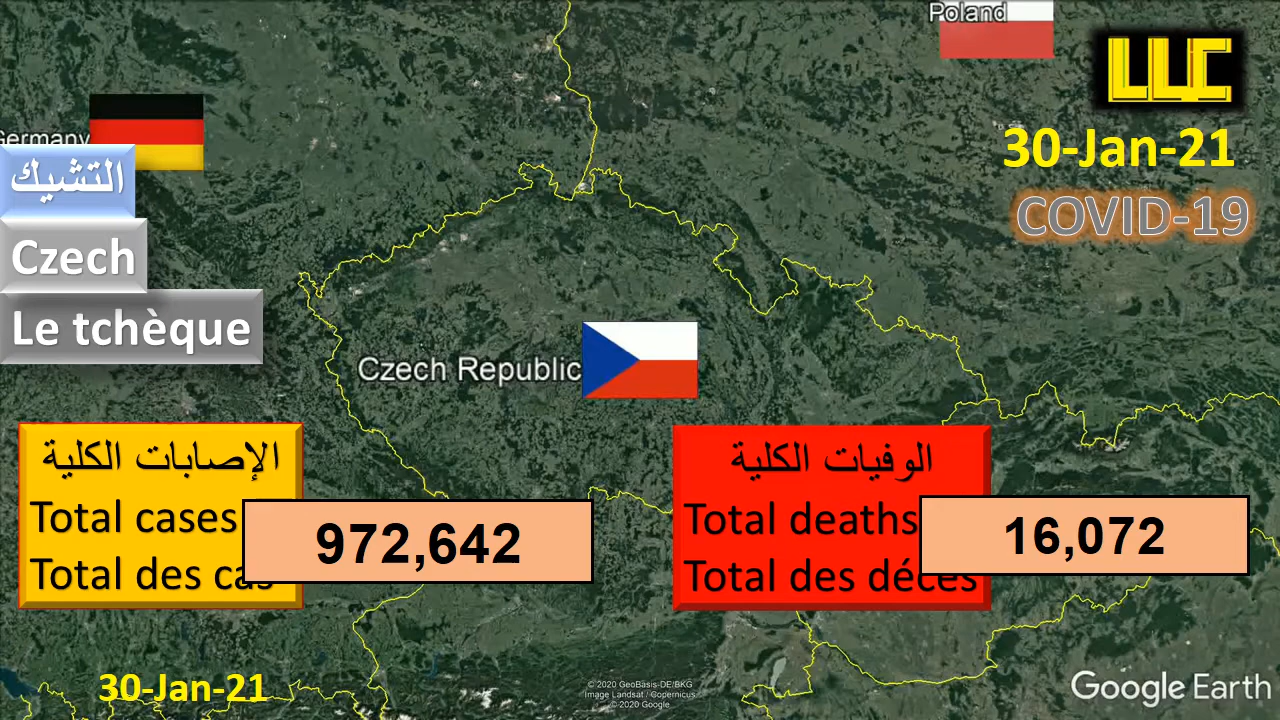 Poland
LLC
30-Jan-21
COVID-19
Germany
التشيك
Czech
Le tchèque
Czech Republic
الإصابات الكلية
Total cases
Total des cas
972,642
الوفيات الكلية
Total deaths
Total des décès
16,072
30-Jan-21
© 2020 GeoBasis-DE/BKG
Image Landsat / Copernicus
© 2020 Google
Google Earth